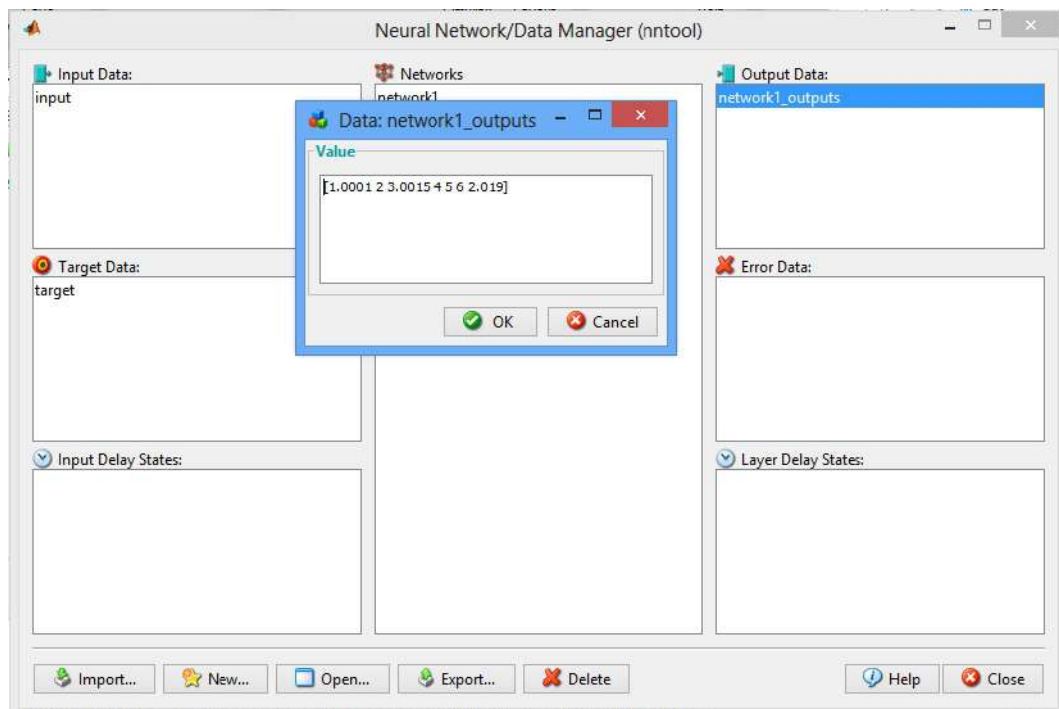 Neural Network/Data Manager (nntool)
Input Data:
input
Networks
network1
Output Data:
network1_outputs
Data: network1_outputs
Value
[1.0001 2 3.0015 4 5 6 2.019]
OK
Cancel
Target Data:
target
Error Data:
Input Delay States:
Layer Delay States:
Import...
New...
Open...
Export...
Delete
Help
Close